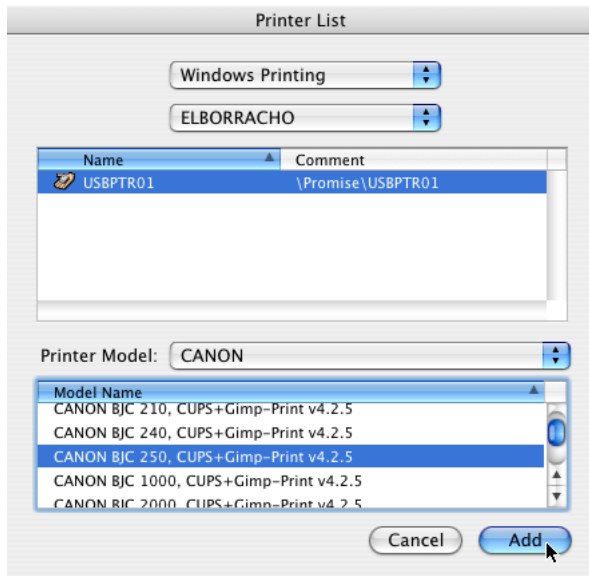 Printer List
Windows Printing
ELBORRACHO
Name Comment
USBPTR01 \Promise\USBPTR01
Printer Model: CANON
Model Name
CANON BJC 210, CUPS+Gimp-Print v4.2.5
CANON BJC 240, CUPS+Gimp-Print v4.2.5
CANON BJC 250, CUPS+Gimp-Print v4.2.5
CANON BJC 1000, CUPS+Gimp-Print v4.2.5
CANON BJC 2000, CUPS+Gimp-Print v4.2.5
Cancel Add